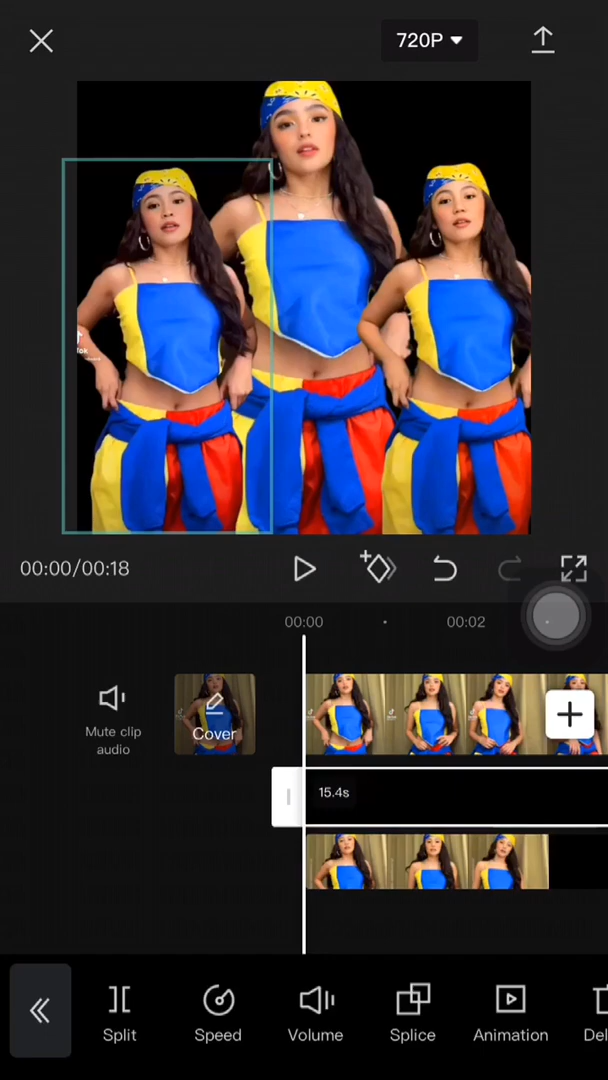 720P
00:00/00:18
00:00
00:02
Mute clip
audio
Cover
15.4s
Split
Speed
Volume
Splice
Animation
Del